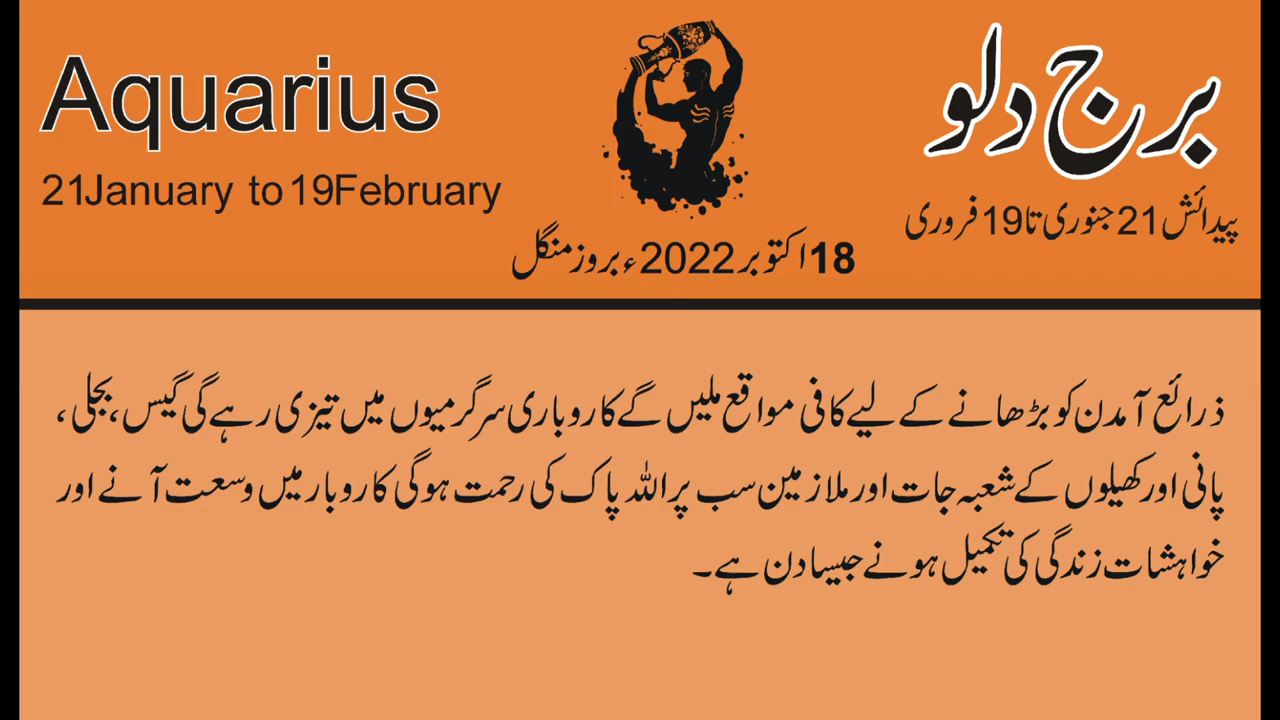 Aquarius
برج دلو
21January to 19February
پیدائش 21 جنوری تا 19 فروری
18 اکتوبر 2022ء بروز منگل
ذرائع آمدن کو بڑھانے کے لیے کافی مواقع ملیں گے کاروباری سرگرمیوں میں تیزی رہے گی گیس، بجلی،
پانی اور کھیلوں کے شعبہ جات اور ملازمین سب پر اللہ پاک کی رحمت ہوگی کاروبار میں وسعت آنے اور
خواہشات زندگی کی تکمیل ہونے جیسا دن ہے۔